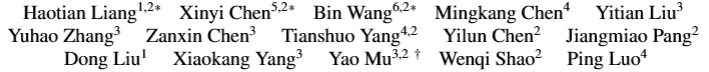 Haotian Liang1,2* Xinyi Chen5,2* Bin Wang6,2* Mingkang Chen4 Yitian Liu3
Yuhao Zhang3 Zanxin Chen3 Tianshuo Yang4,2 Yilun Chen2 Jiangmiao Pang2
Dong Liu1 Xiaokang Yang3 Yao Mu3,2 † Wenqi Shao2 Ping Luo4